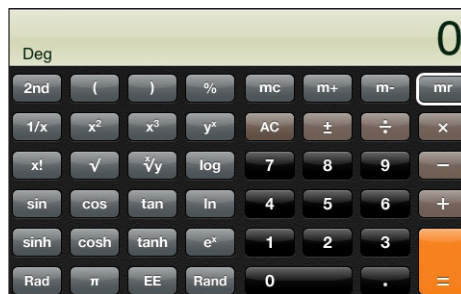 0
Deg
2nd ( ) % mc m+ m- mr
1/x x² x³ yˣ AC ± ÷ ×
x! √ ˣ√y log 7 8 9 −
sin cos tan ln 4 5 6 +
sinh cosh tanh eˣ 1 2 3
Rad π EE Rand 0 . =